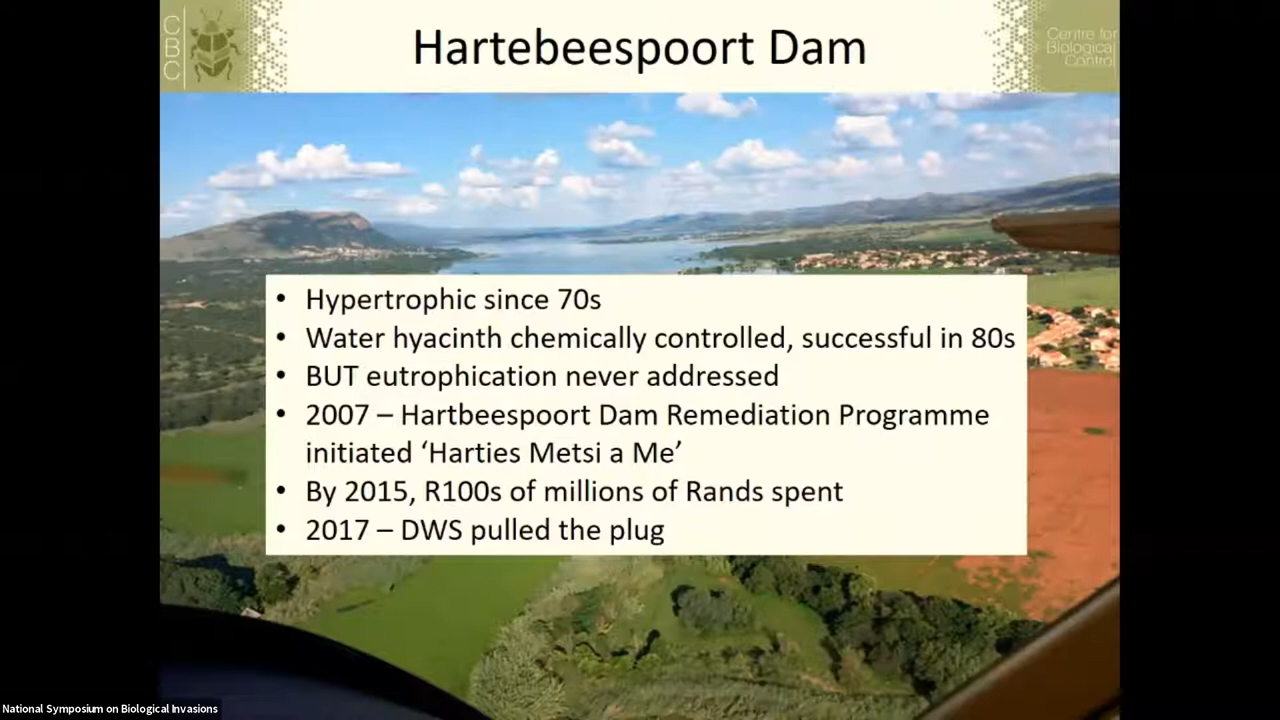 CBC
Hartebeespoort Dam
Centre for
Biological
Control
• Hypertrophic since 70s
• Water hyacinth chemically controlled, successful in 80s
• BUT eutrophication never addressed
• 2007 – Hartbeespoort Dam Remediation Programme
initiated ‘Harties Metsi a Me’
• By 2015, R100s of millions of Rands spent
• 2017 – DWS pulled the plug
National Symposium on Biological Invasions